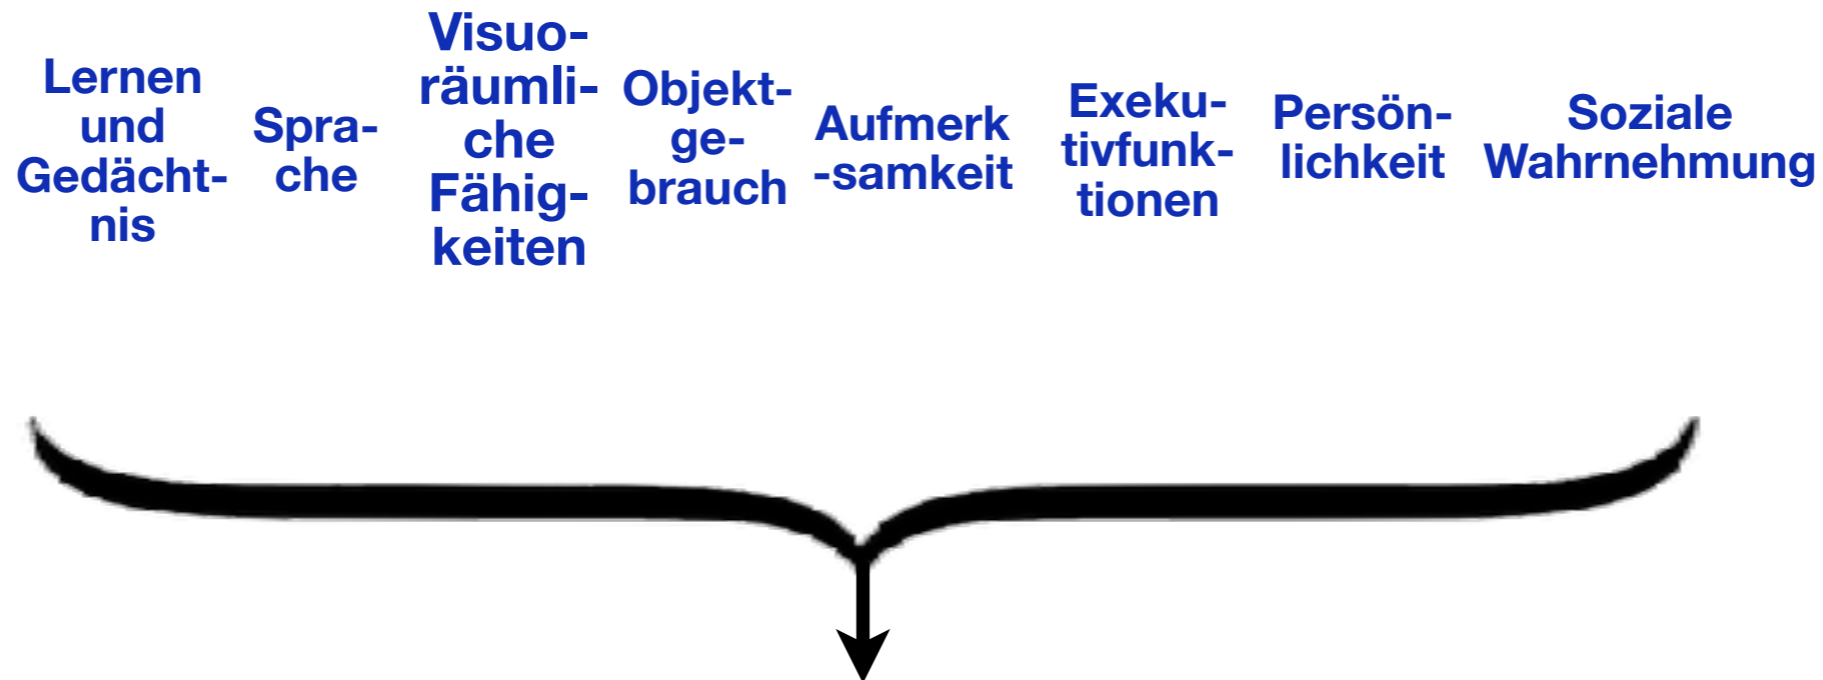 Lernen
und
Gedächt-
nis
Spra-
che
Visuo-
räumli-
che
Fähig-
keiten
Objekt-
ge-
brauch
Aufmerk
-samkeit
Exeku-
tivfunk-
tionen
Persön-
lichkeit
Soziale
Wahrnehmung